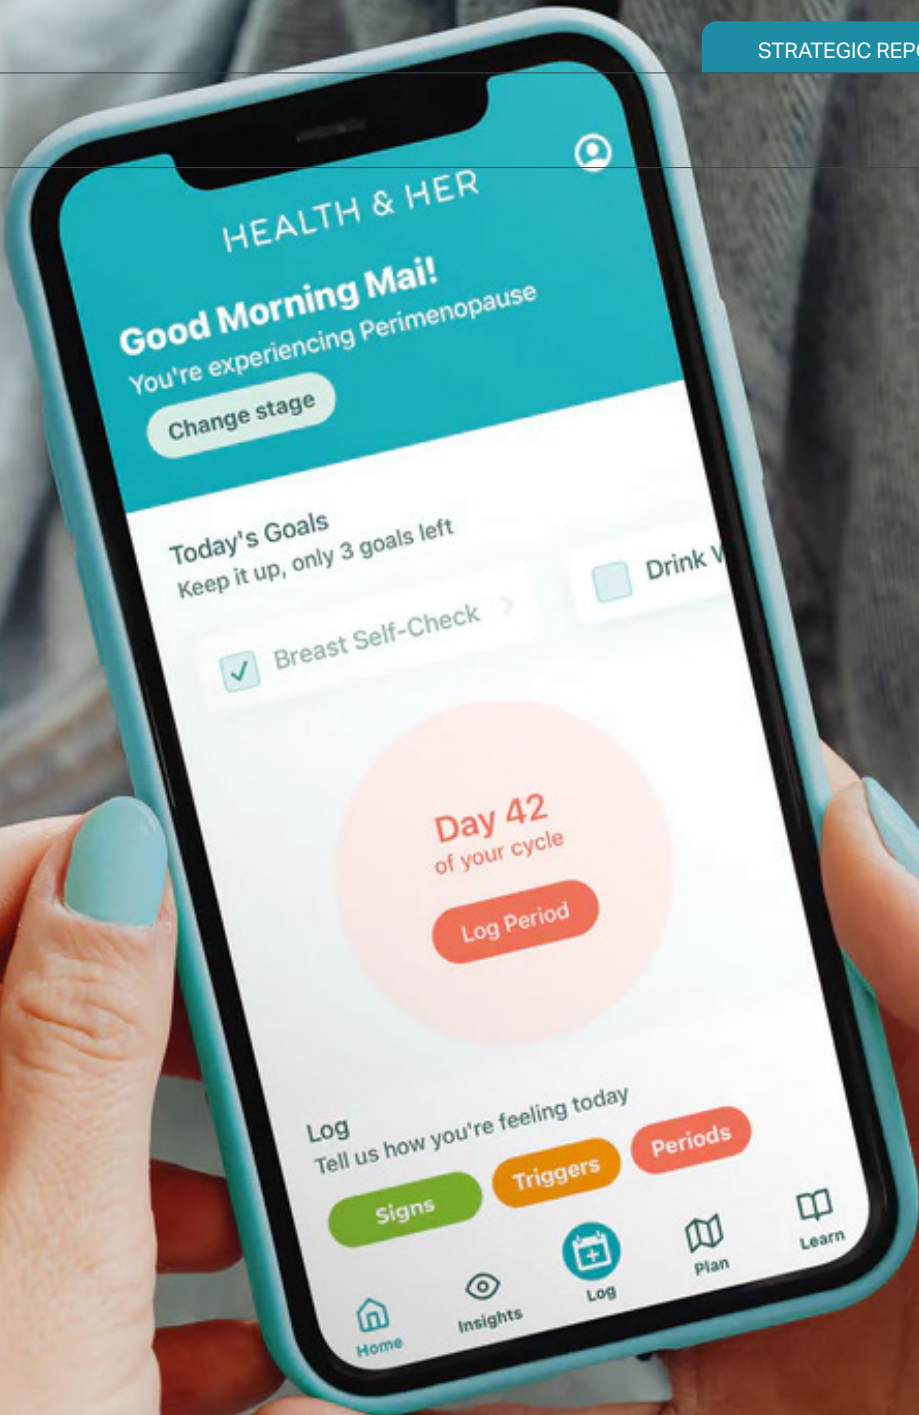 STRATEGIC
HEALTH & HER
Good Morning Mai!
You're experiencing Perimenopause
Change stage
Today's Goals
Keep it up, only 3 goals left
Breast Self-Check
Drink
Day 42
of your cycle
Log Period
Log
Tell us how you're feeling today
Signs
Triggers
Periods
Home
Insights
Log
Plan
Learn